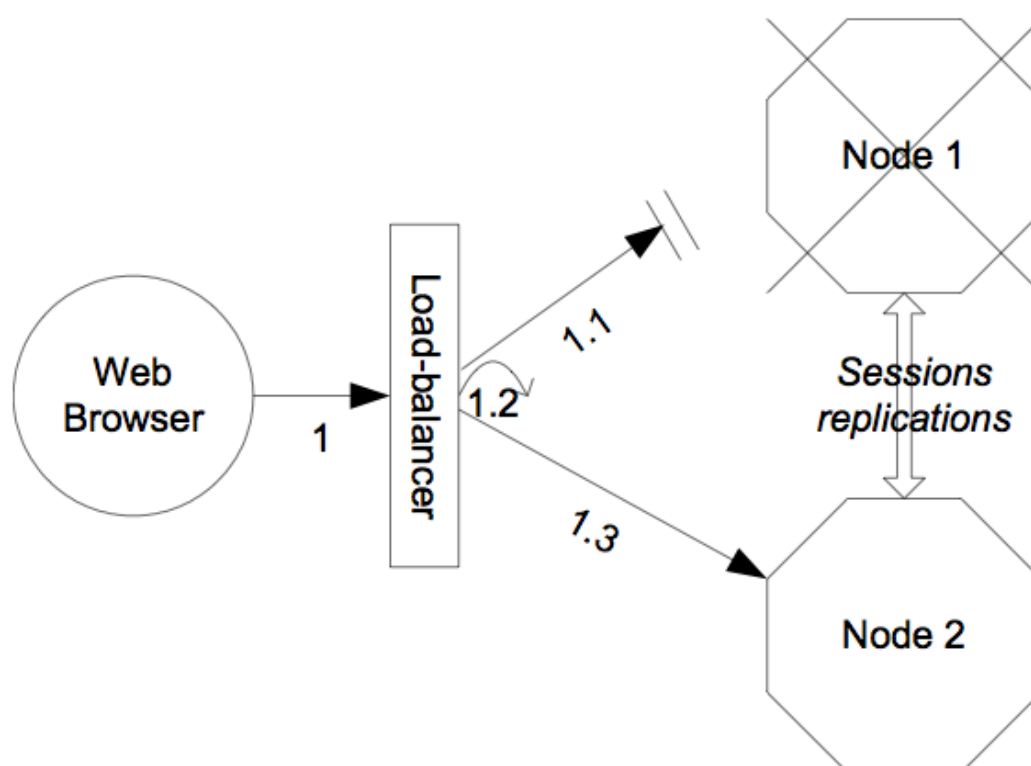 Node 1
Web
Browser
1
Load-balancer
1.1
1.2
1.3
Sessions
replications
Node 2